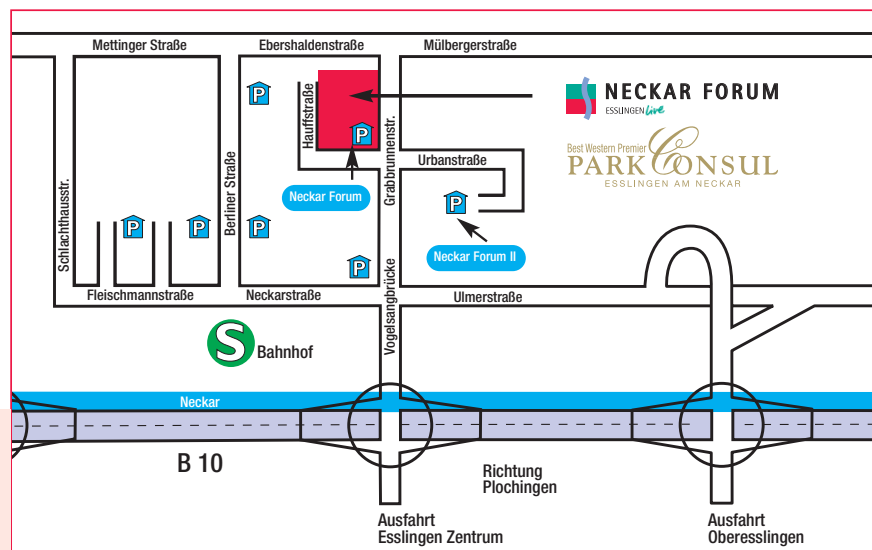 Mettinger Straße
Ebershaldenstraße
Mülbergerstraße
P
Hauffstraße
Grabbrunnenstr.
NECKAR FORUM
ESSLINGEN live
P
Best Western Premier
PARK CONSUL
ESSLINGEN AM NECKAR
Urbanstraße
Neckar Forum
Schlachthausstr.
Berliner Straße
P
P
P
P
P
Neckar Forum II
Vogelsangbrücke
Fleischmannstraße
Neckarstraße
Ulmerstraße
S
Bahnhof
Neckar
B 10
Richtung
Plochingen
Ausfahrt
Esslingen Zentrum
Ausfahrt
Oberesslingen